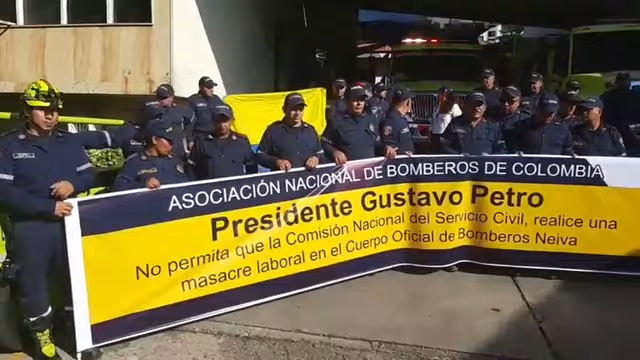 ASOCIACIÓN NACIONAL DE BOMBEROS DE COLOMBIA
Presidente Gustavo Petro
No permita que la Comisión Nacional del Servicio Civil, realice una
masacre laboral en el Cuerpo Oficial de Bomberos Neiva